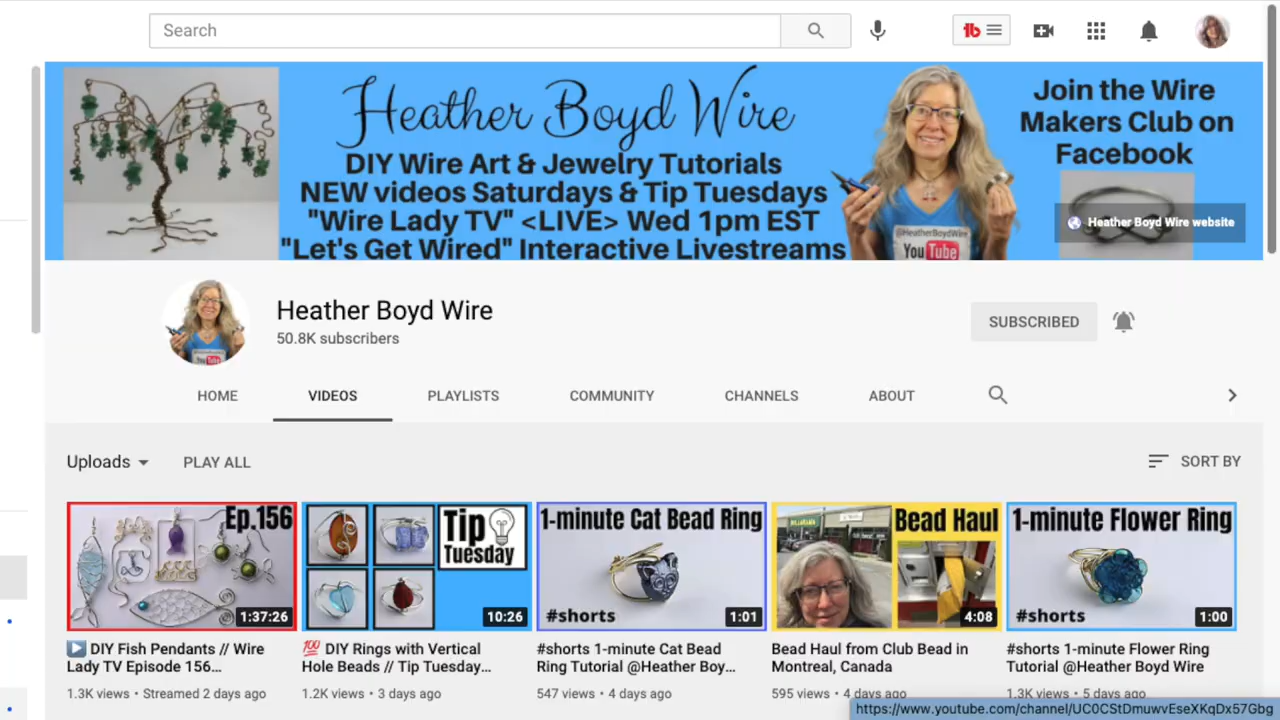 Search
Heather Boyd Wire
DIY Wire Art & Jewelry Tutorials
NEW videos Saturdays & Tip Tuesdays
"Wire Lady TV" <LIVE> Wed 1pm EST
"Let's Get Wired" Interactive Livestreams
@HeatherBoydWire
YouTube
Join the Wire
Makers Club on
Facebook
Heather Boyd Wire website
Heather Boyd Wire
50.8K subscribers
SUBSCRIBED
HOME
VIDEOS
PLAYLISTS
COMMUNITY
CHANNELS
ABOUT
Uploads
PLAY ALL
SORT BY
Ep.156
1:37:26
▶️ DIY Fish Pendants // Wire
Lady TV Episode 156...
1.3K views • Streamed 2 days ago
Tip
Tuesday
10:26
💯 DIY Rings with Vertical
Hole Beads // Tip Tuesday...
1.2K views • 3 days ago
1-minute Cat Bead Ring
#shorts
1:01
#shorts 1-minute Cat Bead
Ring Tutorial @Heather Boy...
547 views • 4 days ago
DOLLARAMA
Bead Haul
4:08
Bead Haul from Club Bead in
Montreal, Canada
595 views • 4 days ago
1-minute Flower Ring
#shorts
1:00
#shorts 1-minute Flower Ring
Tutorial @Heather Boyd Wire
1.3K views • 5 days ago
https://www.youtube.com/channel/UC0CStDmuwvEseXKqDx57Gbg